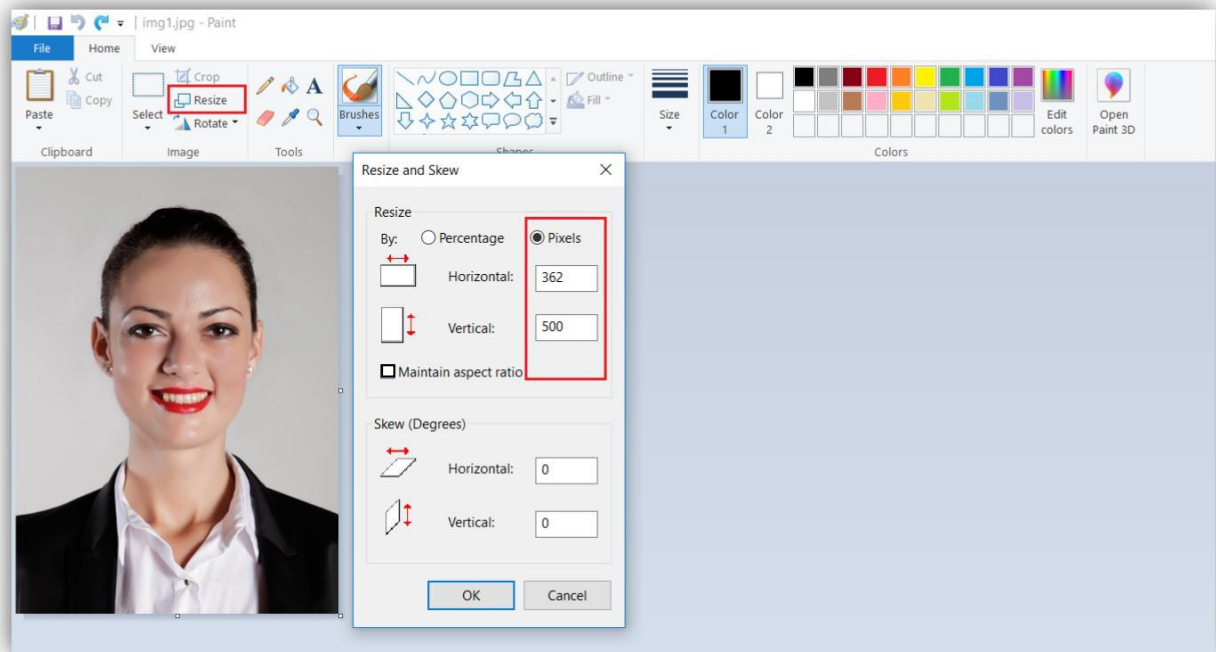 img1.jpg - Paint
File Home View
Paste
Cut
Copy
Clipboard
Select
Crop
Resize
Rotate
Image
A
Tools
Brushes
Outline
Fill
Shapes
Size
Color 1
Color 2
Edit colors
Colors
Open Paint 3D
Resize and Skew
Resize
By: Percentage Pixels
Horizontal: 362
Vertical: 500
Maintain aspect ratio
Skew (Degrees)
Horizontal: 0
Vertical: 0
OK Cancel